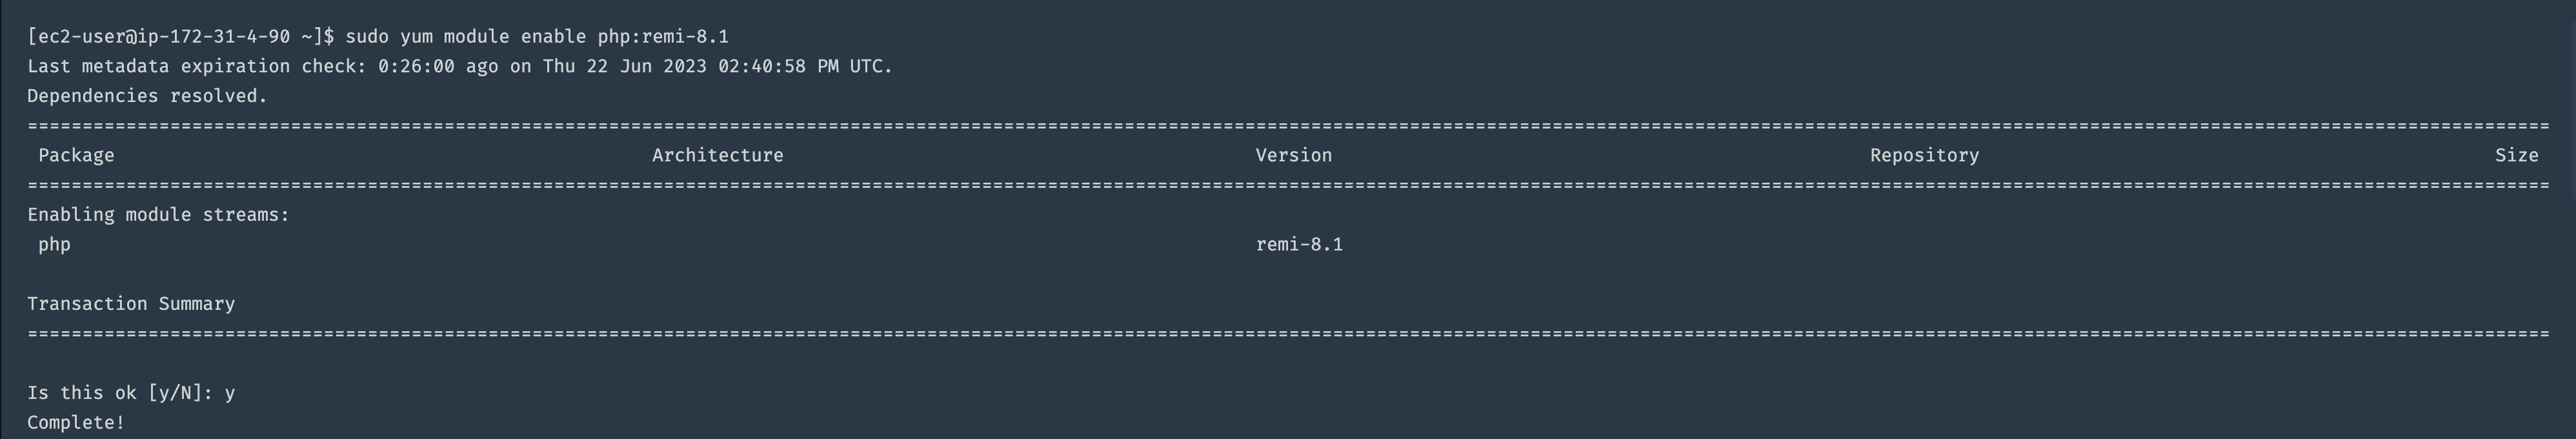 [ec2-user@ip-172-31-4-90 ~]$ sudo yum module enable php:remi-8.1
Last metadata expiration check: 0:26:00 ago on Thu 22 Jun 2023 02:40:58 PM UTC.
Dependencies resolved.
================================================================================
Package Architecture Version Repository Size
================================================================================
Enabling module streams:
php remi-8.1
Transaction Summary
================================================================================
Is this ok [y/N]: y
Complete!